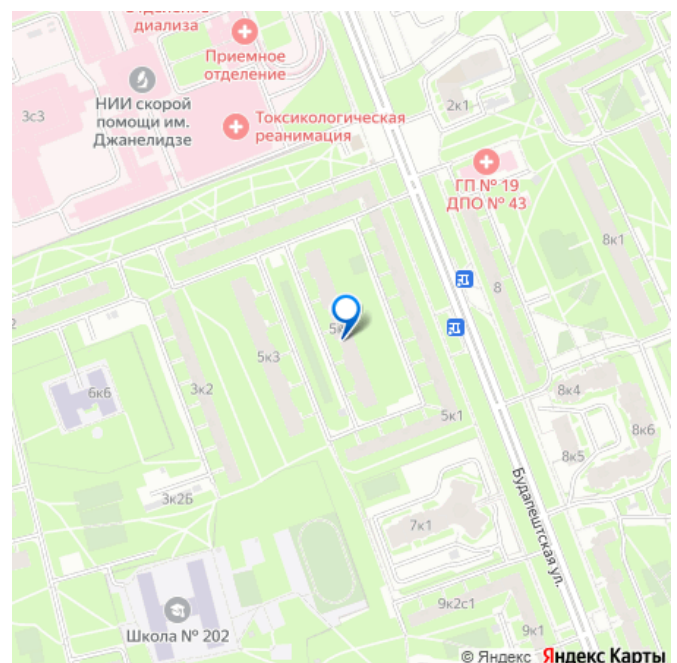 Отделение
диализа
Приемное
отделение
3с3
НИИ скорой
помощи им.
Джанелидзе
Токсикологическая
реанимация
2к1
ГП № 19
ДПО № 43
8к1
8
2
5к3
6к6
3к2
5к1
8к4
8к6
8к5
3к2Б
7к1
Будапештская ул.
Школа № 202
9к2с1
9к1
© Яндекс Яндекс Карты